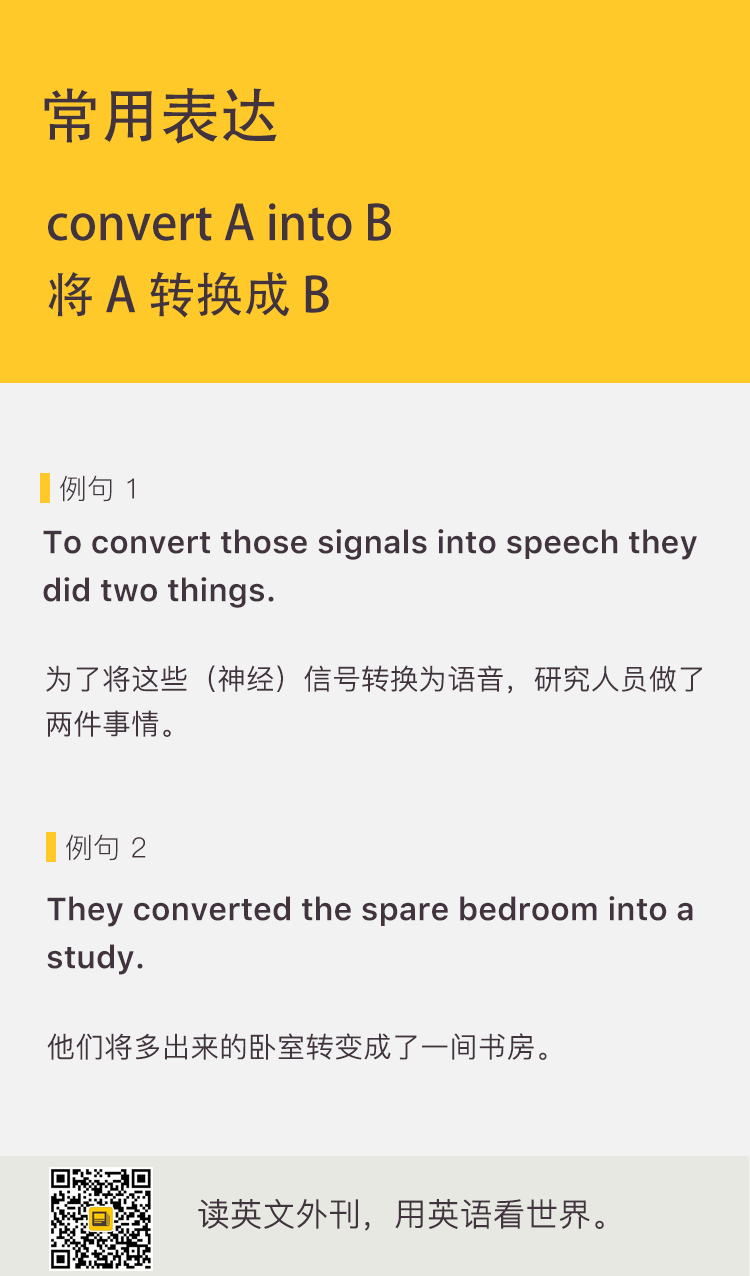 常用表达
convert A into B
将 A 转换成 B
例句 1
To convert those signals into speech they
did two things.
为了将这些（神经）信号转换为语音，研究人员做了
两件事情。
例句 2
They converted the spare bedroom into a
study.
他们将多出来的卧室转变成了一间书房。
读英文外刊，用英语看世界。